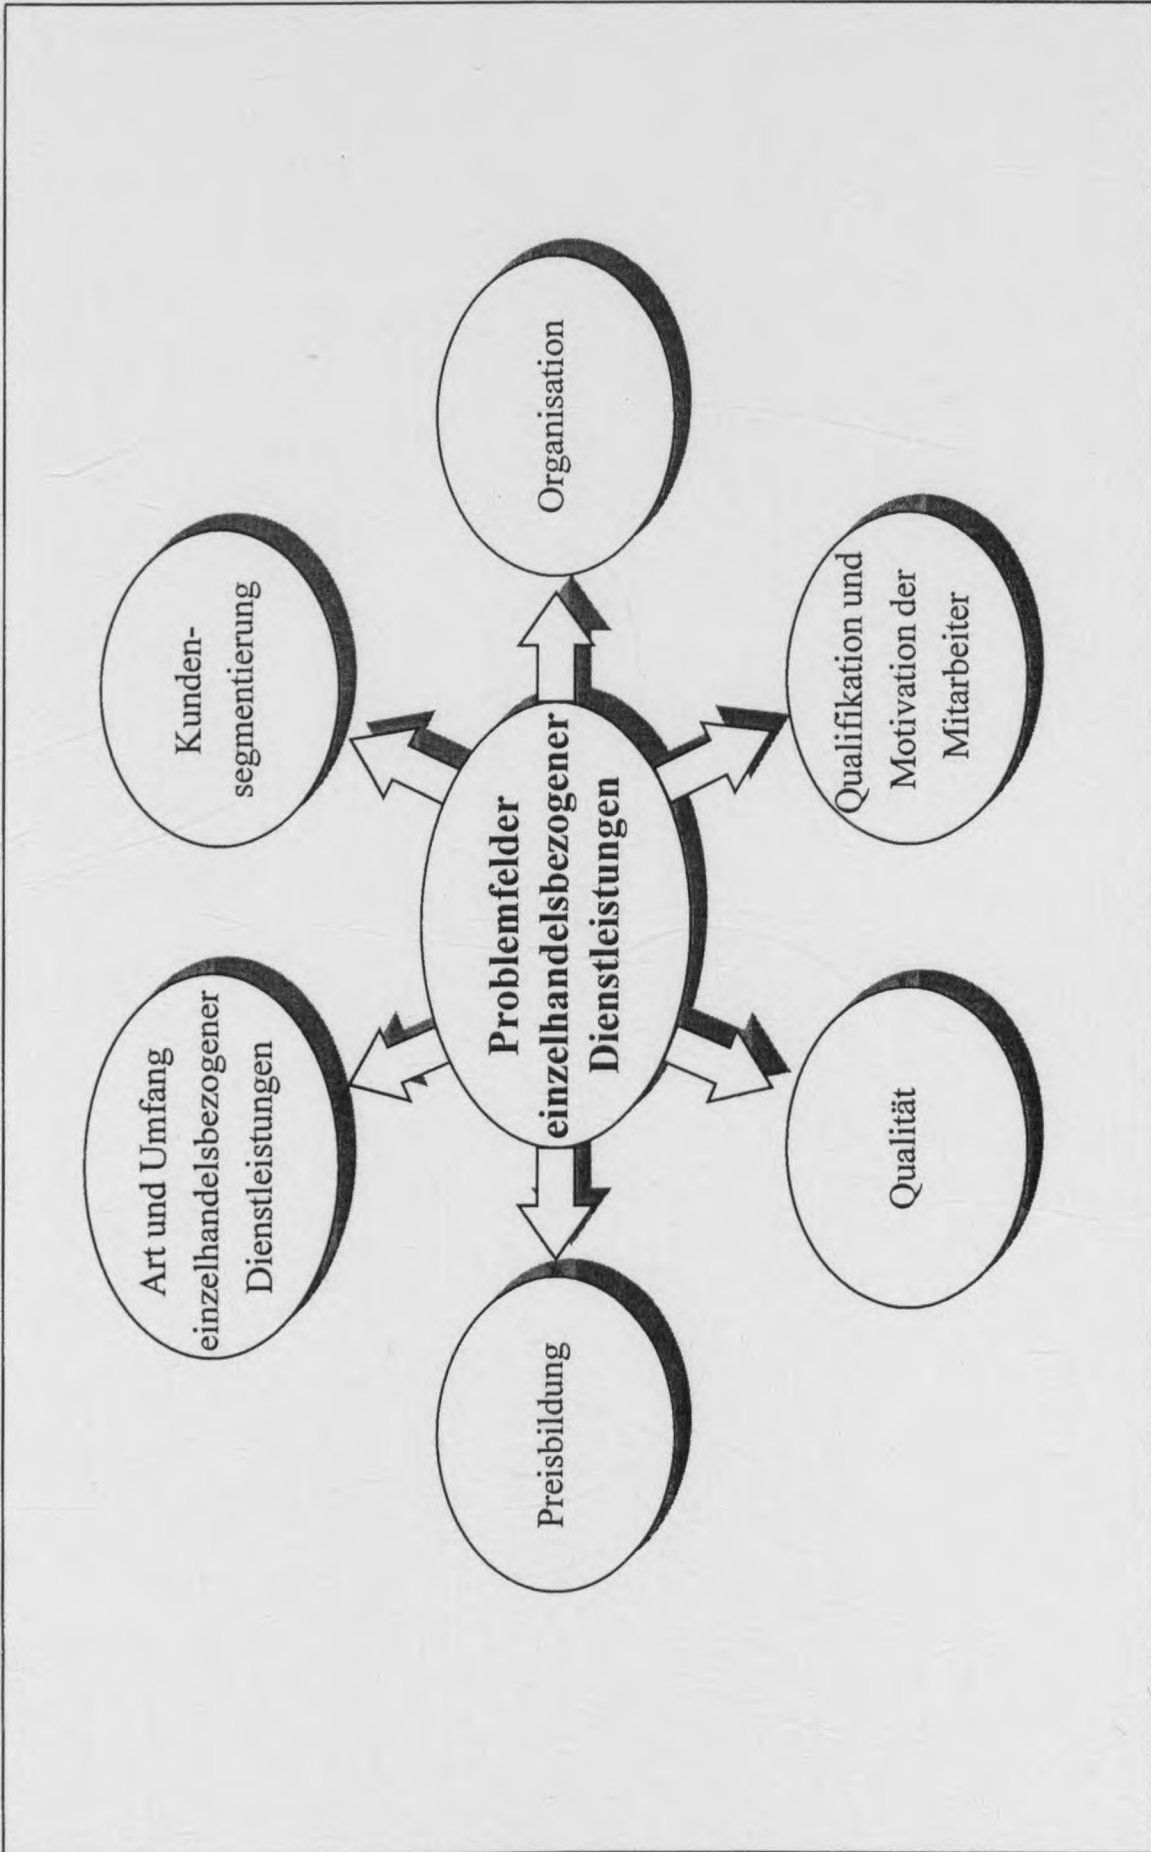 Art und Umfang
einzelhandelsbezogener
Dienstleistungen
Kunden-
segmentierung
Preisbildung
Problemfelder
einzelhandelsbezogener
Dienstleistungen
Organisation
Qualität
Qualifikation und
Motivation der
Mitarbeiter